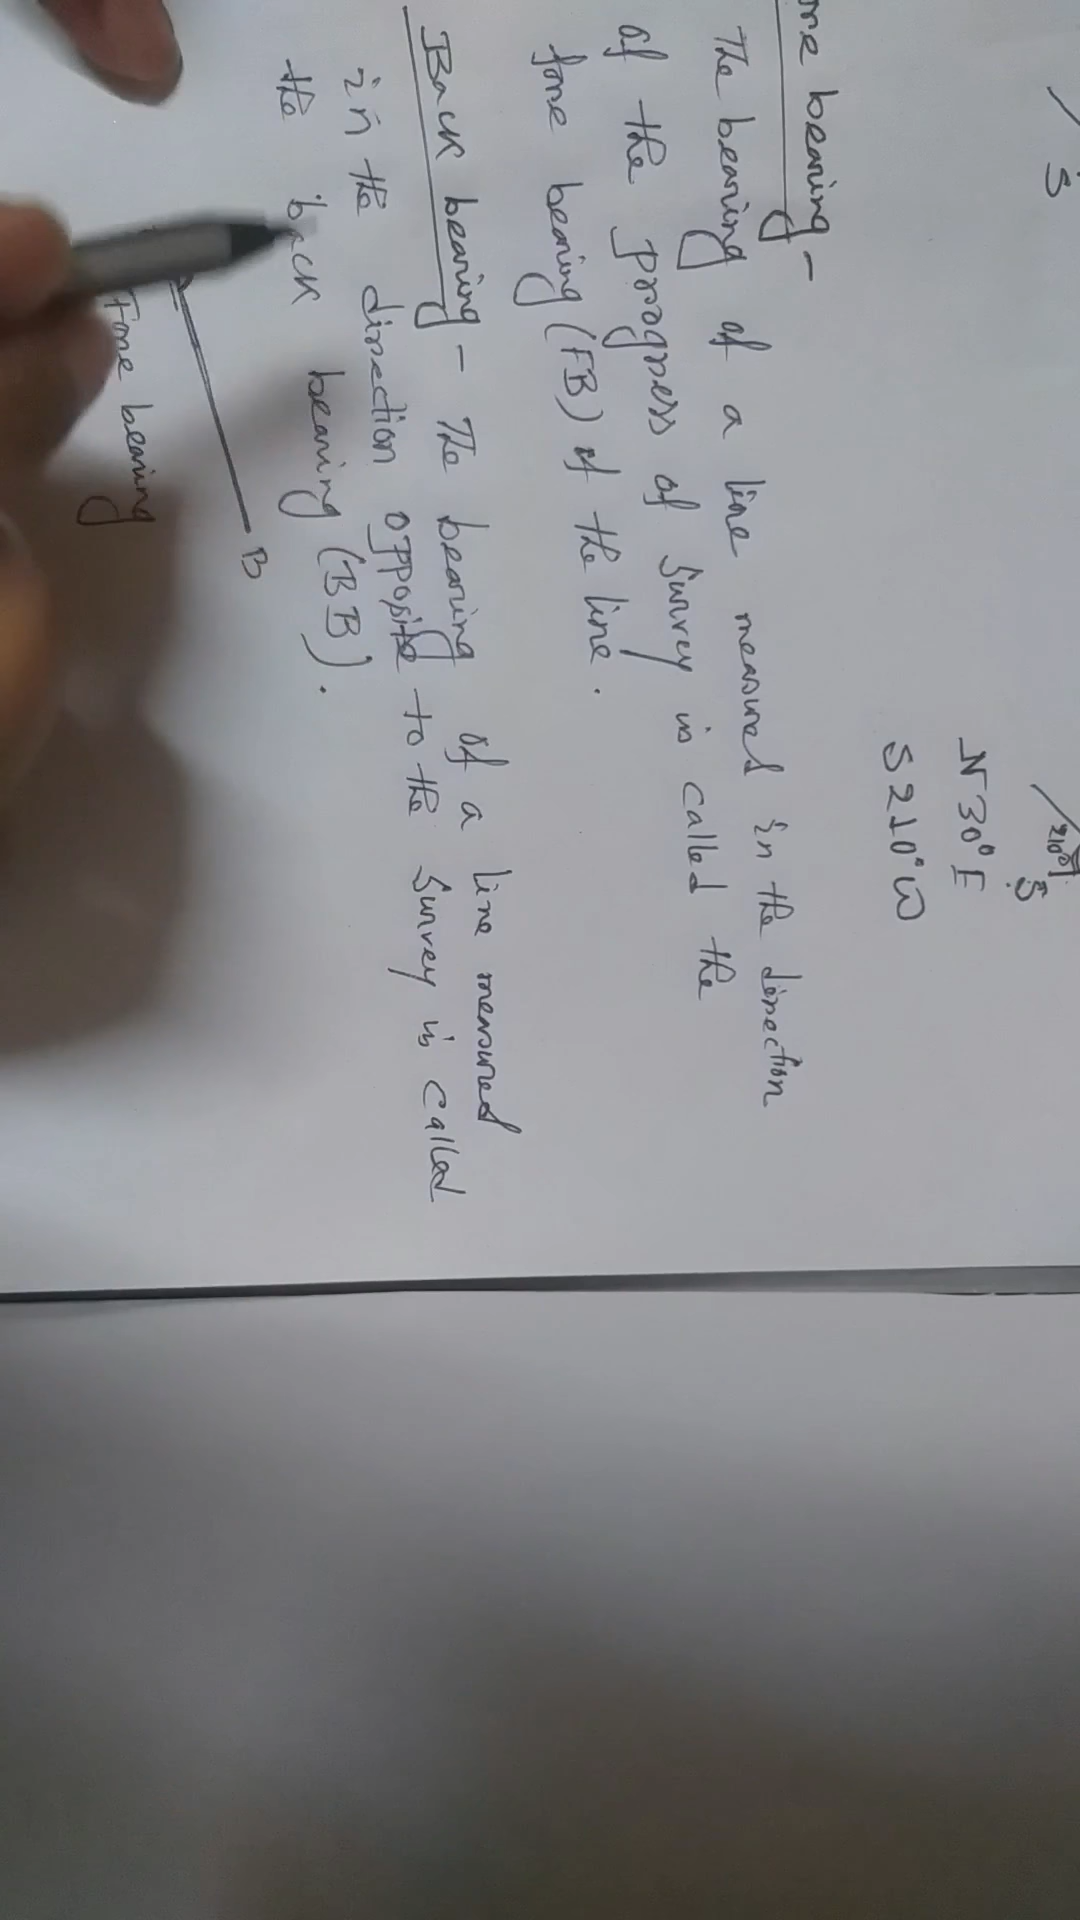 S
210°
S
N 30° E
S 210° W
ore bearing -
The bearing of a line measured in the direction
of the progress of survey is called the
fore bearing (FB) of the line.
Back bearing - The bearing of a line measured
in the direction opposite to the survey is called
the back bearing (BB).
B
Fore bearing